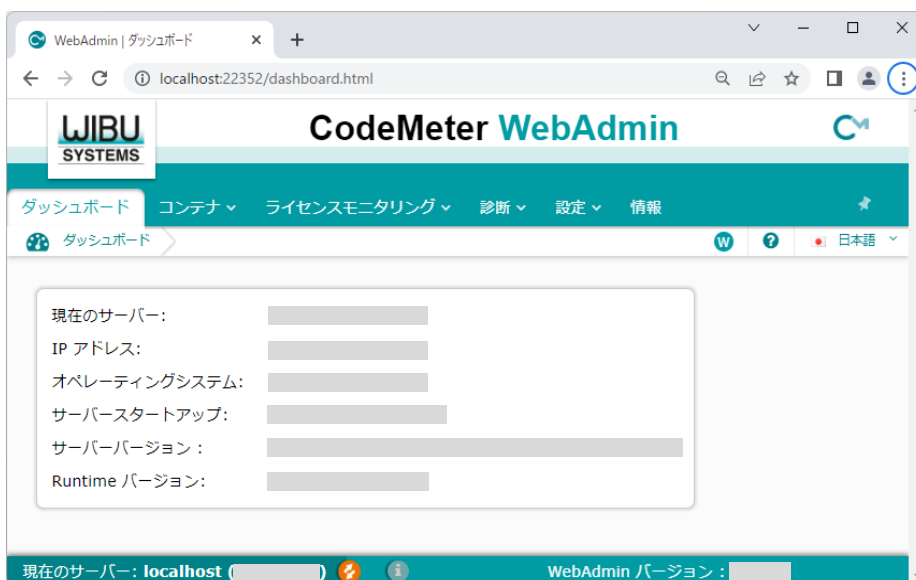 WebAdmin | ダッシュボード
localhost:22352/dashboard.html
WIBU
SYSTEMS
CodeMeter WebAdmin
CM
ダッシュボード コンテナ ライセンスモニタリング 診断 設定 情報
ダッシュボード W ? 日本語
現在のサーバー:
IP アドレス:
オペレーティングシステム:
サーバースタートアップ:
サーバーバージョン :
Runtime バージョン:
現在のサーバー: localhost ( ) i WebAdmin バージョン :